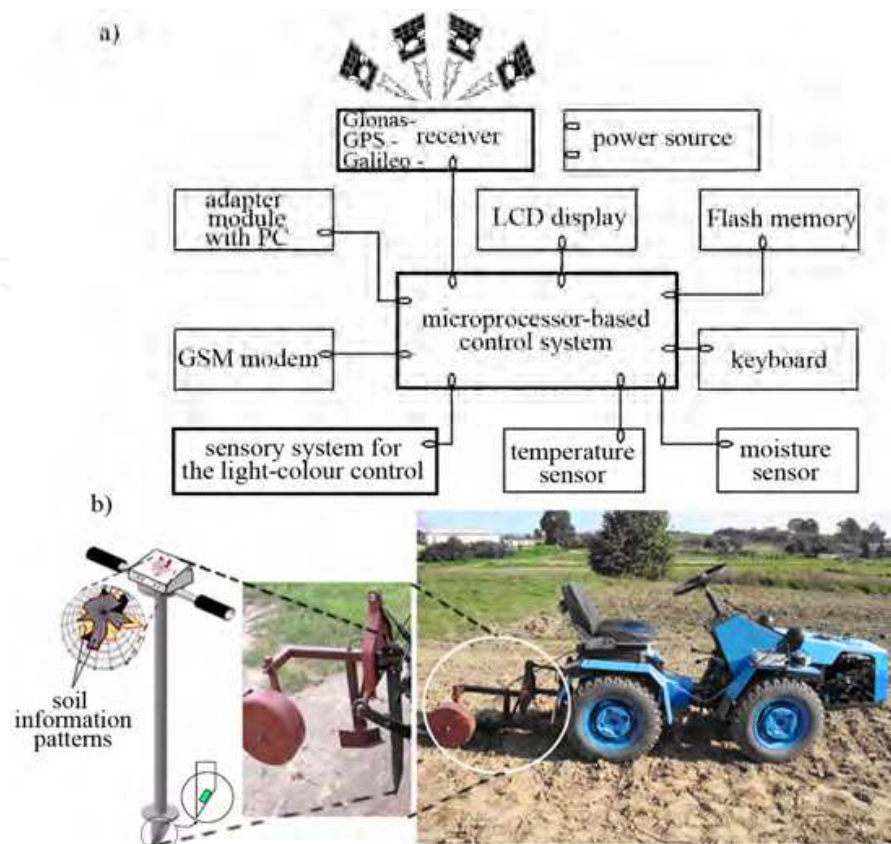 a)
Glonas-
GPS - receiver
Galileo -
power source
adapter
module
with PC
LCD display
Flash memory
microprocessor-based
control system
GSM modem
keyboard
sensory system for
the light-colour control
temperature
sensor
moisture
sensor
b)
soil
information
patterns